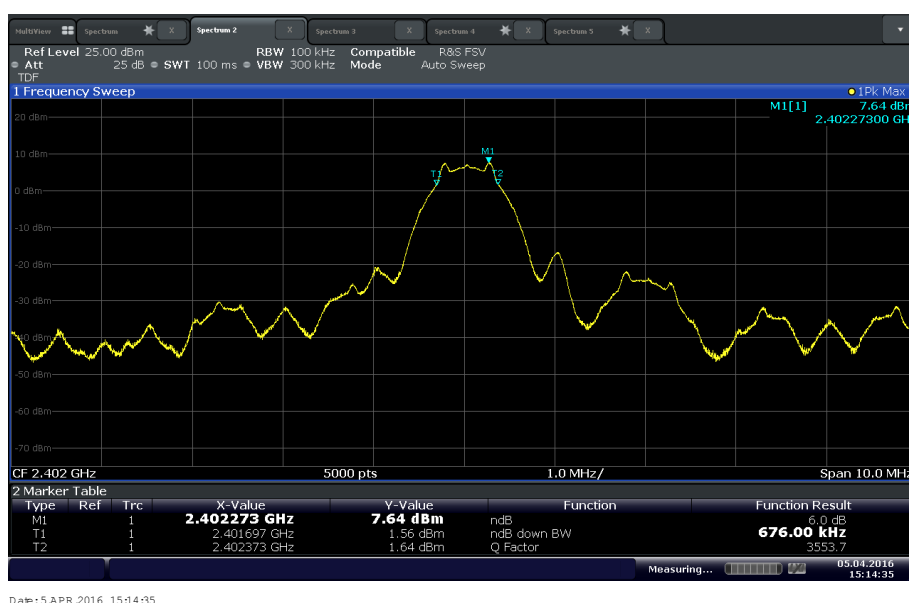 MultiView Spectrum X Spectrum 2 X Spectrum 3 X Spectrum 4 X Spectrum 5 X
Ref Level 25.00 dBm RBW 100 kHz Compatible R&S FSV
Att 25 dB SWT 100 ms VBW 300 kHz Mode Auto Sweep
TDF
1 Frequency Sweep 1Pk Max
M1[1] 7.64 dBm
2.40227300 GH
20 dBm
10 dBm
M1
T1 T2
0 dBm
-10 dBm
-20 dBm
-30 dBm
-40 dBm
-50 dBm
-60 dBm
-70 dBm
CF 2.402 GHz 5000 pts 1.0 MHz/ Span 10.0 MHz
2 Marker Table
Type Ref Trc X-Value Y-Value Function Function Result
M1 1 2.402273 GHz 7.64 dBm ndB 6.0 dB
T1 1 2.401697 GHz 1.56 dBm ndB down BW 676.00 kHz
T2 1 2.402373 GHz 1.64 dBm Q Factor 3553.7
Measuring... 05.04.2016
15:14:35
Date: 5.APR.2016 15:14:35